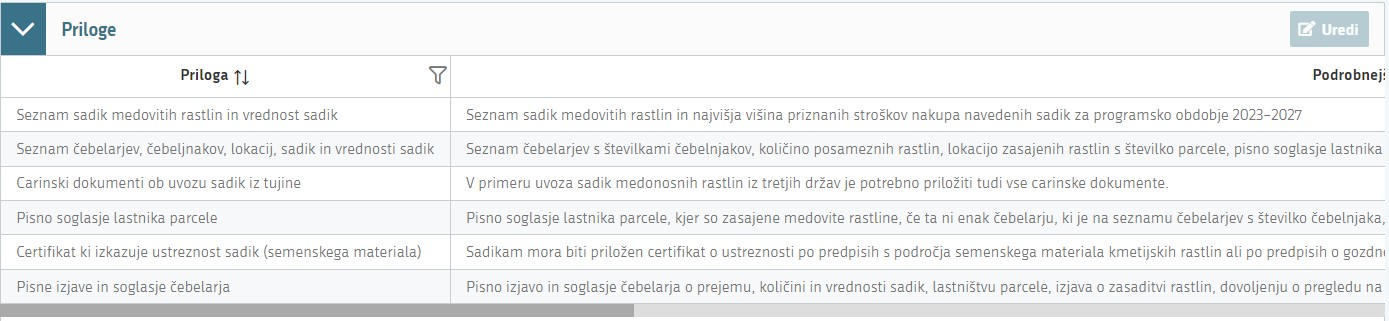 Priloge
Uredi
Priloga
Seznam sadik medovitih rastlin in vrednost sadik
Seznam sadik medovitih rastlin in najvišja višina priznanih stroškov nakupa navedenih sadik za programsko obdobje 2023–2027
Seznam čebelarjev, čebeljnakov, lokacij, sadik in vrednosti sadik
Seznam čebelarjev s številkami čebelnjakov, količino posameznih rastlin, lokacijo zasajenih rastlin s številko parcele, pisno soglasje lastnika
Carinski dokumenti ob uvozu sadik iz tujine
V primeru uvoza sadik medonosnih rastlin iz tretjih držav je potrebno priložiti tudi vse carinske dokumente.
Pisno soglasje lastnika parcele
Pisno soglasje lastnika parcele, kjer so zasajene medovite rastline, če ta ni enak čebelarju, ki je na seznamu čebelarjev s številko čebelnjaka,
Certifikat ki izkazuje ustreznost sadik (semenskega materiala)
Sadikam mora biti priložen certifikat o ustreznosti po predpisih s področja semenskega materiala kmetijskih rastlin ali po predpisih o
Pisne izjave in soglasje čebelarja
Pisno izjavo in soglasje čebelarja o prejemu, količini in vrednosti sadik, lastništvu parcele, izjava o zasaditvi rastlin, dovoljenju o pregledu na